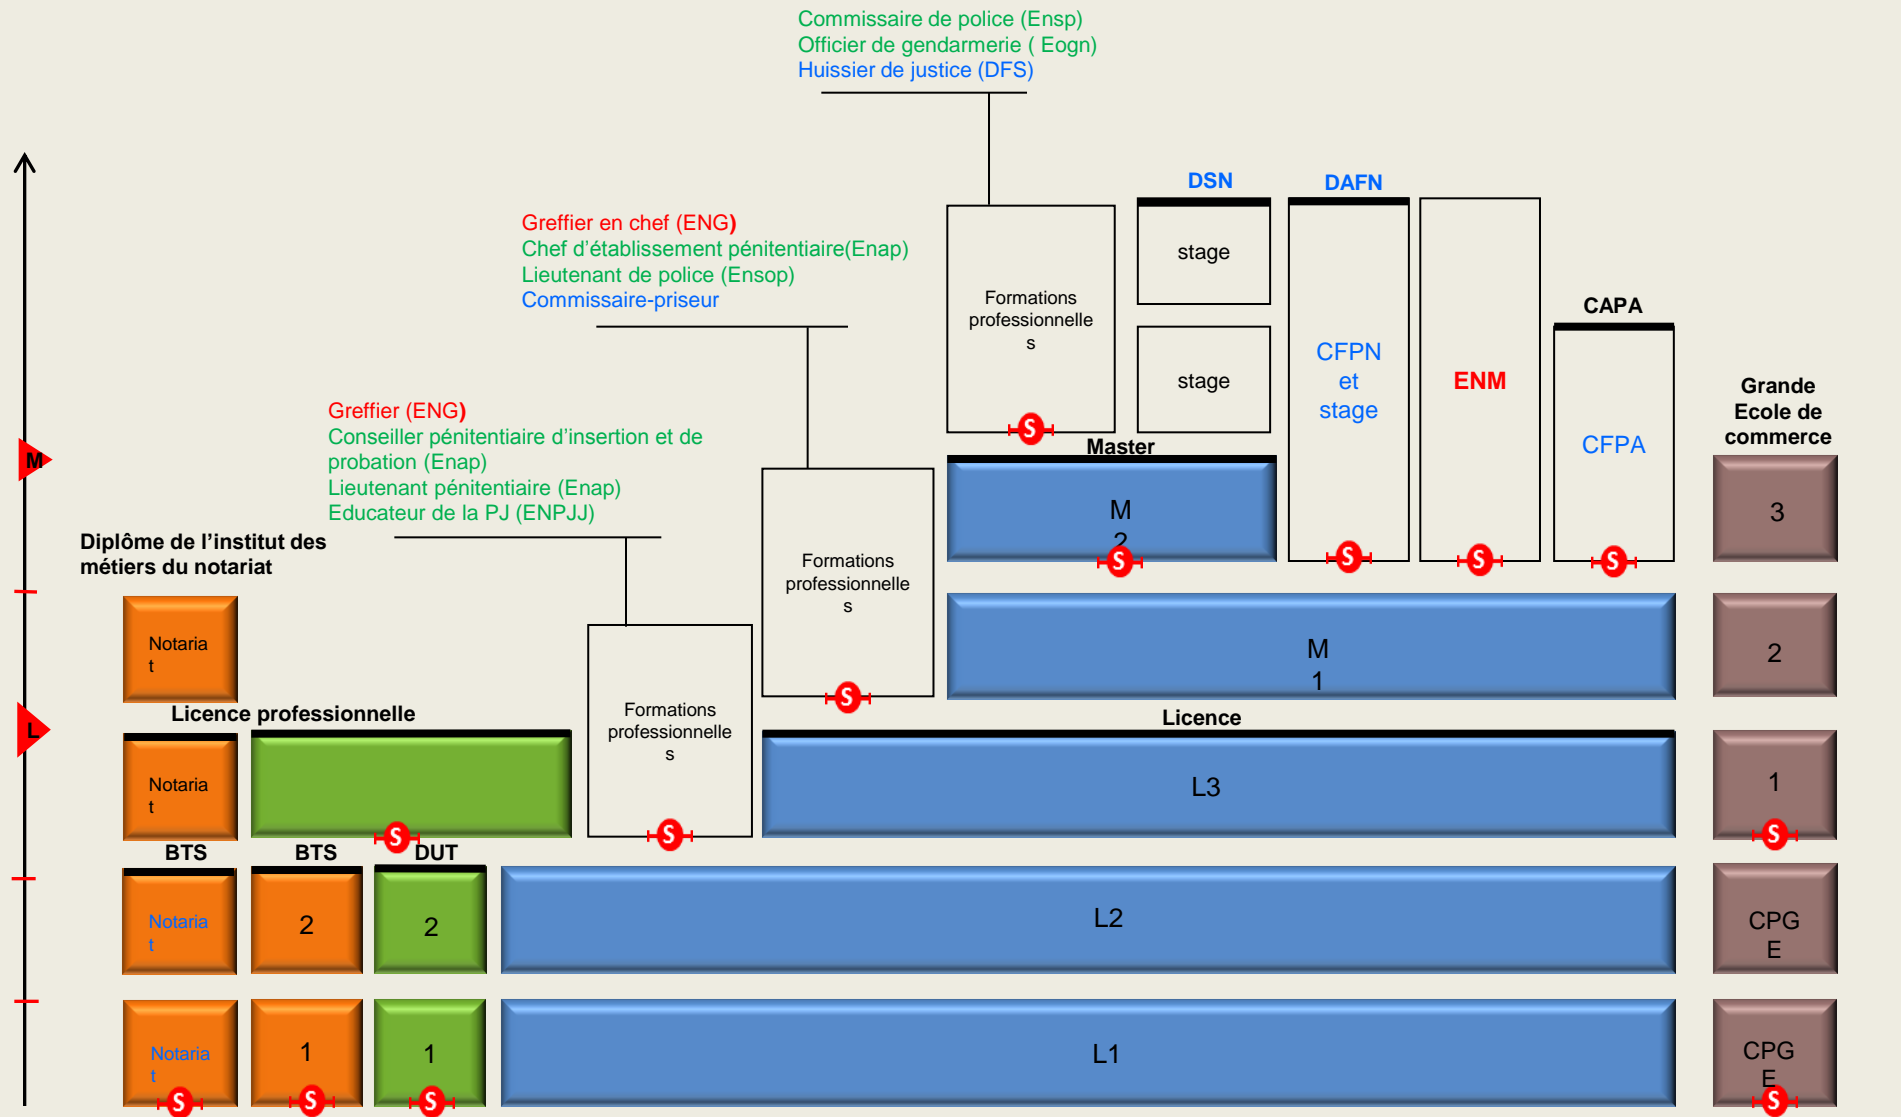 Commissaire de police (Ensp)
Officier de gendarmerie ( Eogn)
Huissier de justice (DFS)
DSN
DAFN
Greffier en chef (ENG)
Chef d'établissement pénitentiaire(Enap)
Lieutenant de police (Ensop)
Commissaire-priseur
Formations
professionnelle
s
S
stage
stage
CFPN
et
stage
S
ENM
S
CAPA
CFPA
S
Grande
Ecole de
commerce
Greffier (ENG)
Conseiller pénitentiaire d'insertion et de
probation (Enap)
Lieutenant pénitentiaire (Enap)
Educateur de la PJ (ENPJJ)
M
Master
M
2
S
3
Diplôme de l'institut des
métiers du notariat
Formations
professionnelle
s
S
Notaria
t
M
1
2
L
Licence professionnelle
Formations
professionnelle
s
S
Licence
Notaria
t
S
L3
1
S
BTS
BTS
DUT
Notaria
t
2
2
L2
CPG
E
Notaria
t
S
1
S
1
S
L1
CPG
E
S